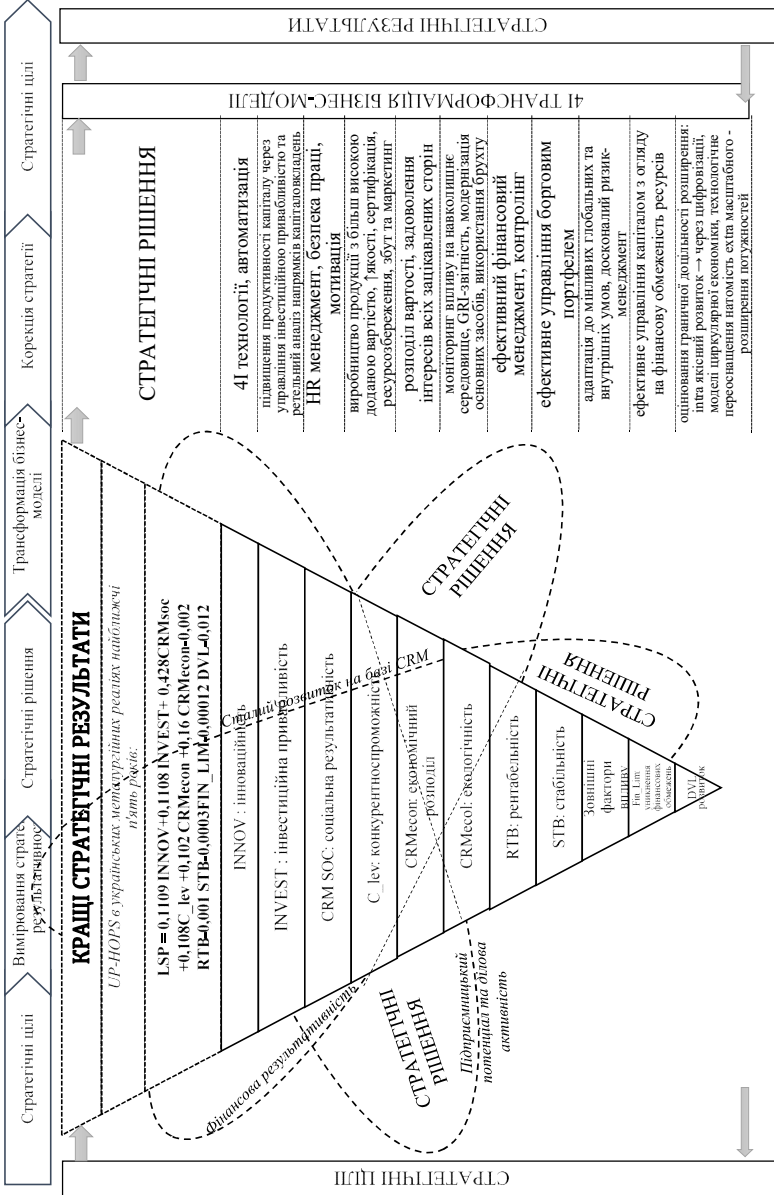 Стратегічні цілі
Вимірювання страте
результативнос
Стратегічні рішення
Трансформація бізнес-
моделі
Корекція стратегії
Стратегічні цілі
СТРАТЕГІЧНІ ЦІЛІ
КРАЩІ СТРАТЕГІЧНІ РЕЗУЛЬТАТИ
UP-HOPS в українських металургійних реаліях найближчі
п'ять років:
LSP = 0,1109 INNOV+0,1108 INVEST+ 0,428CRMsoc
+0,108C_lev +0,102 CRMecon +0,16 CRMecon-0,002
RTB-0,001 STB-0,0003FIN_LIM-0,00012 DVL-0,012
INNOV : інноваційність
INVEST : інвестиційна привабливість
CRM SOC: соціальна результативність
C_lev: конкурентноспроможність
CRMecon: економічний
розподіл
CRMecol: екологічність
RTB: рентабельність
STB: стабільність
Зовнішні
фактори
впливу
Fin_Lim:
уникнення
фінансових
обмежень
DVL:
розвиток
Фінансова результативність
Сталий розвиток на базі CRM
Підприємницький
потенціал та ділова
активність
СТРАТЕГІЧНІ
РІШЕННЯ
СТРАТЕГІЧНІ
РІШЕННЯ
СТРАТЕГІЧНІ
РІШЕННЯ
СТРАТЕГІЧНІ РІШЕННЯ
4І технології, автоматизація
підвищення продуктивності капіталу через
управління інвестиційною привабливістю та
ретельний аналіз напрямків капіталовкладень
HR менеджмент, безпека праці,
мотивація
виробництво продукції з більш високою
доданою вартістю, ↑якості, сертифікація,
ресурсозбереження, збут та маркетинг
розподіл вартості, задоволення
інтересів всіх зацікавлених сторін
моніторинг впливу на навколишнє
середовище, GRI-звітність, модернізація
основних засобів, використання брухту
ефективний фінансовий
менеджмент, контролінг
ефективне управління борговим
портфелем
адаптація до мінливих глобальних та
внутрішніх умов, досконалий ризик-
менеджмент
ефективне управління капіталом з огляду
на фінансову обмеженість ресурсів
оцінювання граничної доцільності розширення:
intra якісний розвиток → через цифровізації,
моделі циркулярної економіки, технологічне
переоснащення натомість extra масштабного -
розширення потужностей
4І ТРАНСФОРМАЦІЯ БІЗНЕС-МОДЕЛІ
СТРАТЕГІЧНІ РЕЗУЛЬТАТИ